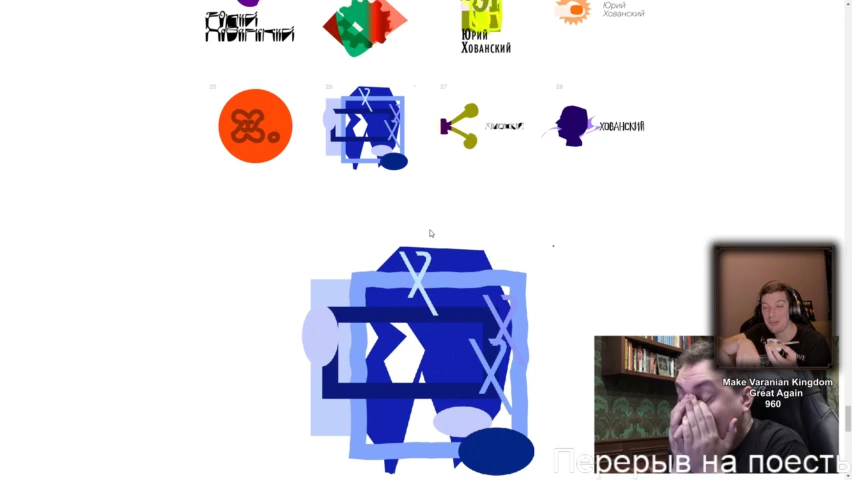 Юрий
Хованский
Юрий
Хованский
25
26
27
28
ХОВАНСКИЙ
Make Varanian Kingdom
Great Again
960
Перерыв на поесть